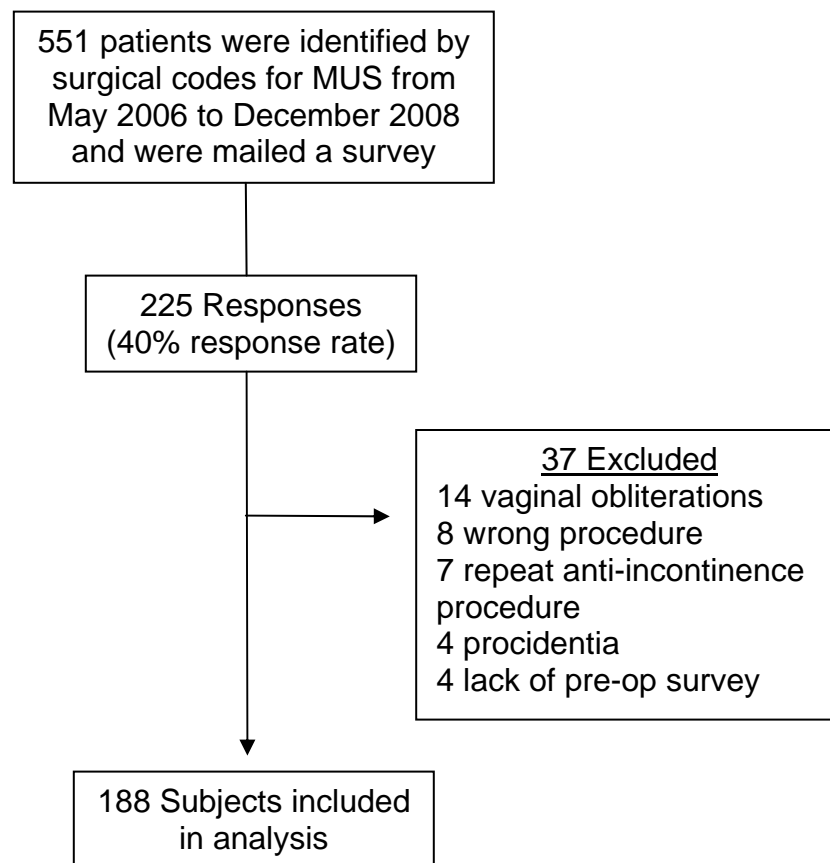 551 patients were identified by
surgical codes for MUS from
May 2006 to December 2008
and were mailed a survey
225 Responses
(40% response rate)
37 Excluded
14 vaginal obliterations
8 wrong procedure
7 repeat anti-incontinence
procedure
4 procidentia
4 lack of pre-op survey
188 Subjects included
in analysis